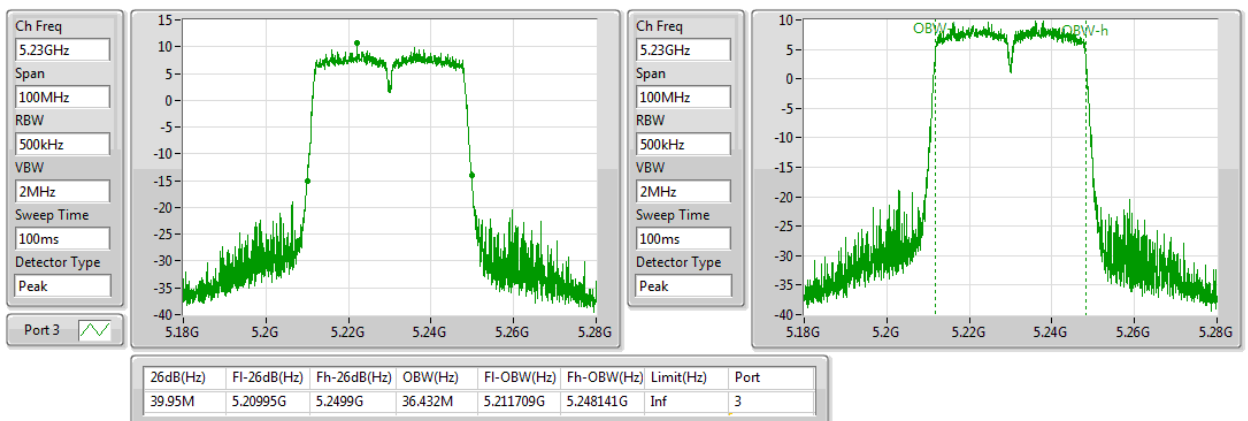 Ch Freq
5.23GHz
Span
100MHz
RBW
500kHz
VBW
2MHz
Sweep Time
100ms
Detector Type
Peak
Port 3
15
10
5
0
-5
-10
-15
-20
-25
-30
-35
-40
5.18G 5.2G 5.22G 5.24G 5.26G 5.28G
Ch Freq
5.23GHz
Span
100MHz
RBW
500kHz
VBW
2MHz
Sweep Time
100ms
Detector Type
Peak
10
5
0
-5
-10
-15
-20
-25
-30
-35
-40
OBW OBW-h
5.18G 5.2G 5.22G 5.24G 5.26G 5.28G
26dB(Hz) Fl-26dB(Hz) Fh-26dB(Hz) OBW(Hz) Fl-OBW(Hz) Fh-OBW(Hz) Limit(Hz) Port
39.95M 5.20995G 5.2499G 36.432M 5.211709G 5.248141G Inf 3